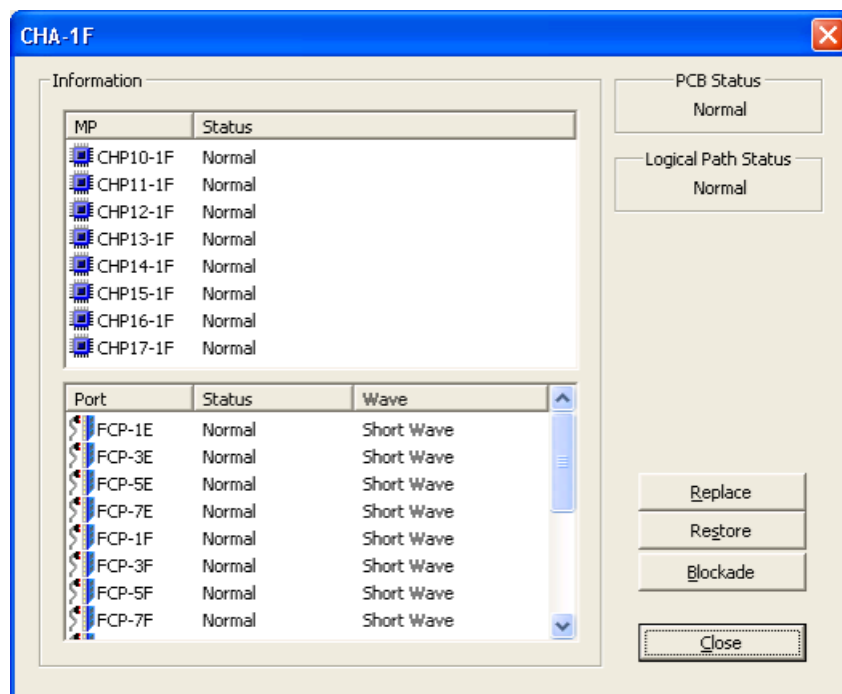 CHA-1F
Information
MP Status
CHP10-1F Normal
CHP11-1F Normal
CHP12-1F Normal
CHP13-1F Normal
CHP14-1F Normal
CHP15-1F Normal
CHP16-1F Normal
CHP17-1F Normal
Port Status Wave
FCP-1E Normal Short Wave
FCP-3E Normal Short Wave
FCP-5E Normal Short Wave
FCP-7E Normal Short Wave
FCP-1F Normal Short Wave
FCP-3F Normal Short Wave
FCP-5F Normal Short Wave
FCP-7F Normal Short Wave
PCB Status
Normal
Logical Path Status
Normal
Replace
Restore
Blockade
Close